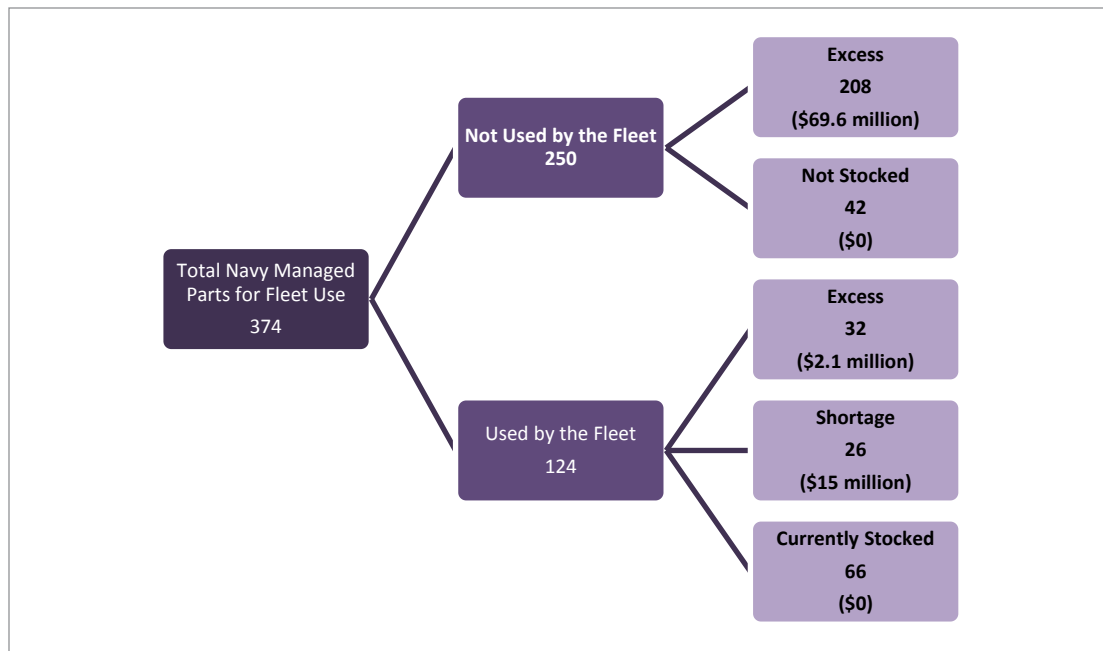 Total Navy Managed
Parts for Fleet Use
374
Not Used by the Fleet
250
Excess
208
($69.6 million)
Not Stocked
42
($0)
Used by the Fleet
124
Excess
32
($2.1 million)
Shortage
26
($15 million)
Currently Stocked
66
($0)